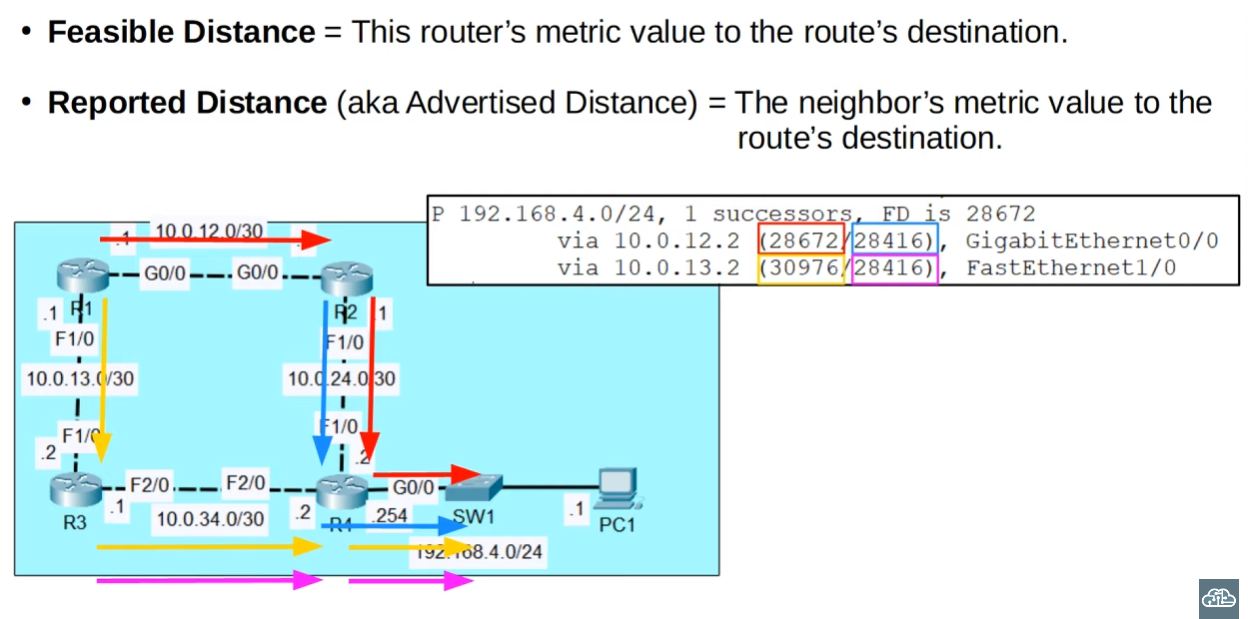 • Feasible Distance = This router's metric value to the route's destination.
• Reported Distance (aka Advertised Distance) = The neighbor's metric value to the
route's destination.
P 192.168.4.0/24, 1 successors, FD is 28672
via 10.0.12.2 (28672/28416), GigabitEthernet0/0
via 10.0.13.2 (30976/28416), FastEthernet1/0
.1 10.0.12.0/30
G0/0 G0/0
.1 R1 R2 .1
F1/0 F1/0
10.0.13.0/30 10.0.24.0/30
F1/0 F1/0
.2 .2
F2/0 F2/0 G0/0
R3 .1 10.0.34.0/30 .2 R4 .254 SW1 .1 PC1
192.168.4.0/24